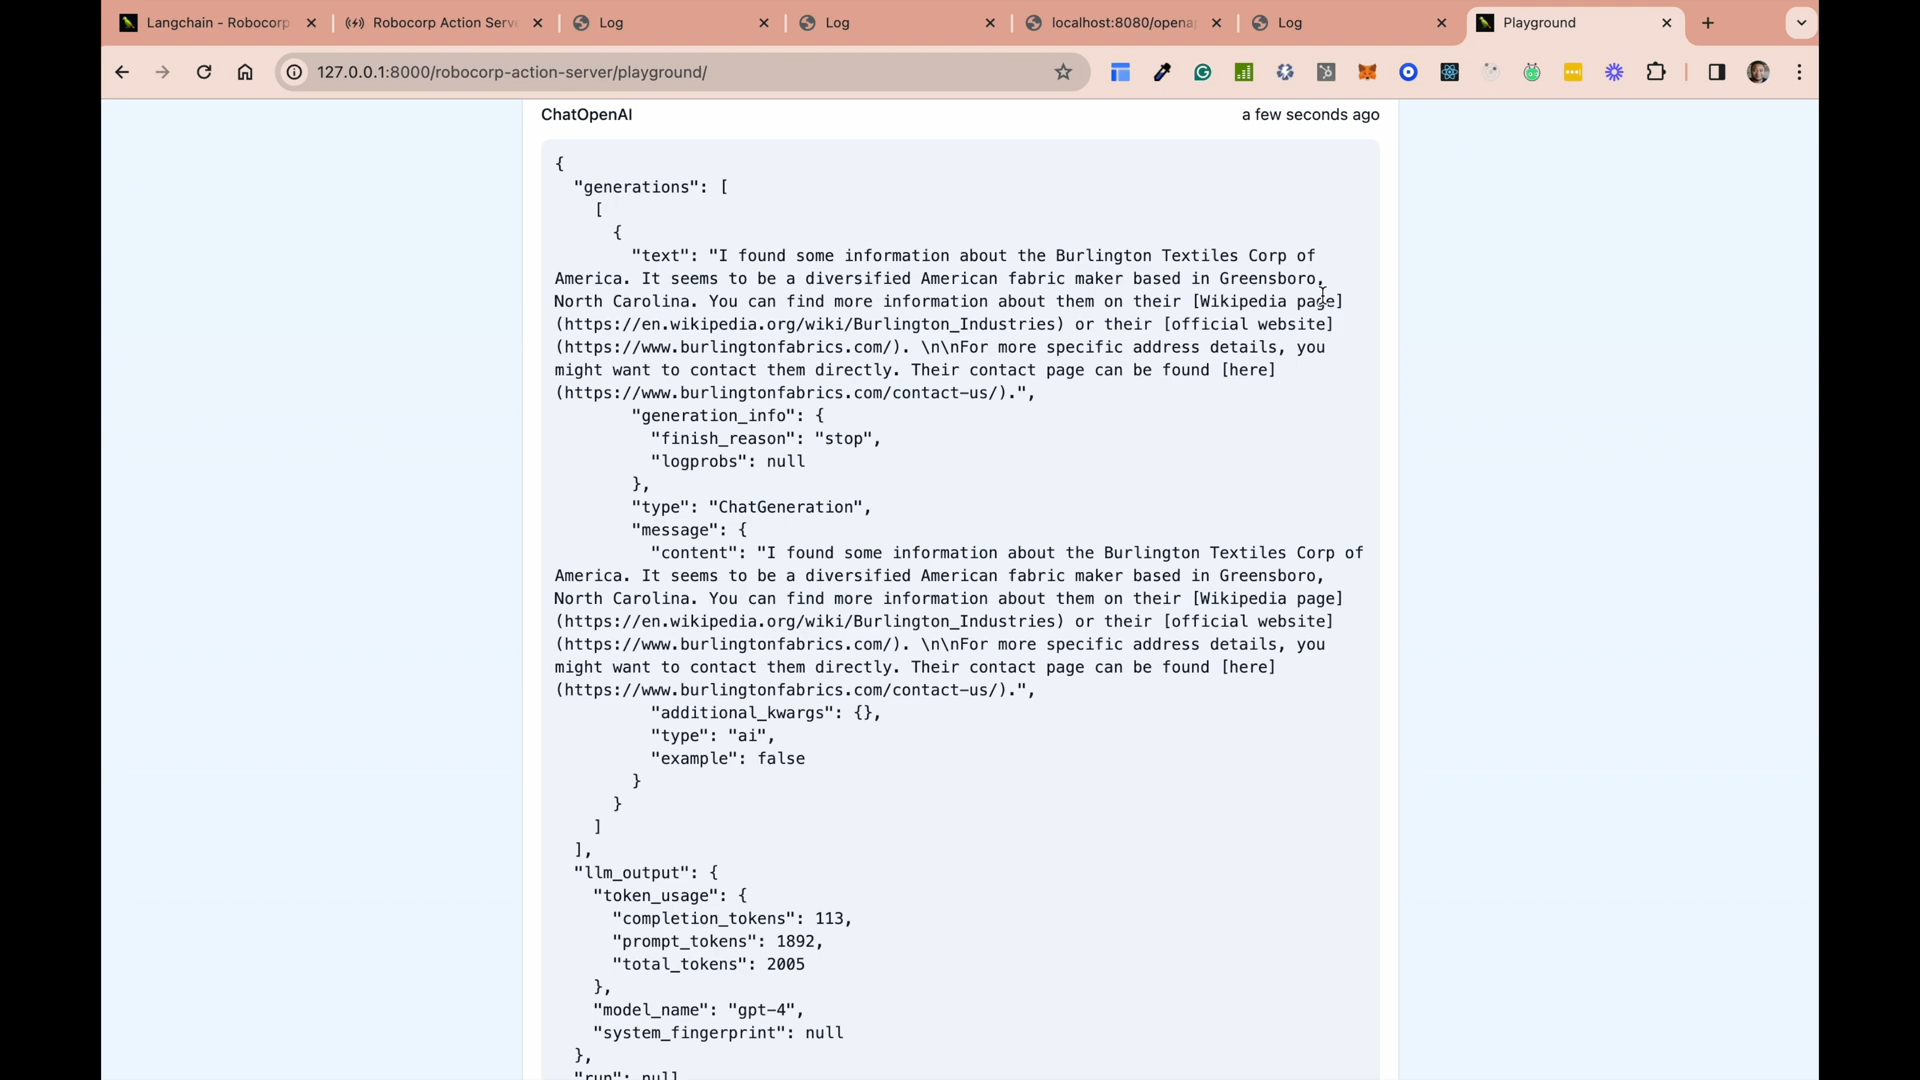 Langchain - Robocorp
Robocorp Action Serve
Log
Log
localhost:8080/opena
Log
Playground
127.0.0.1:8000/robocorp-action-server/playground/
ChatOpenAI
a few seconds ago
{
"generations": [
[
{
"text": "I found some information about the Burlington Textiles Corp of
America. It seems to be a diversified American fabric maker based in Greensboro,
North Carolina. You can find more information about them on their [Wikipedia page]
(https://en.wikipedia.org/wiki/Burlington_Industries) or their [official website]
(https://www.burlingtonfabrics.com/). \n\nFor more specific address details, you
might want to contact them directly. Their contact page can be found [here]
(https://www.burlingtonfabrics.com/contact-us/).",
"generation_info": {
"finish_reason": "stop",
"logprobs": null
},
"type": "ChatGeneration",
"message": {
"content": "I found some information about the Burlington Textiles Corp of
America. It seems to be a diversified American fabric maker based in Greensboro,
North Carolina. You can find more information about them on their [Wikipedia page]
(https://en.wikipedia.org/wiki/Burlington_Industries) or their [official website]
(https://www.burlingtonfabrics.com/). \n\nFor more specific address details, you
might want to contact them directly. Their contact page can be found [here]
(https://www.burlingtonfabrics.com/contact-us/).",
"additional_kwargs": {},
"type": "ai",
"example": false
}
}
]
],
"llm_output": {
"token_usage": {
"completion_tokens": 113,
"prompt_tokens": 1892,
"total_tokens": 2005
},
"model_name": "gpt-4",
"system_fingerprint": null
},
"run": null